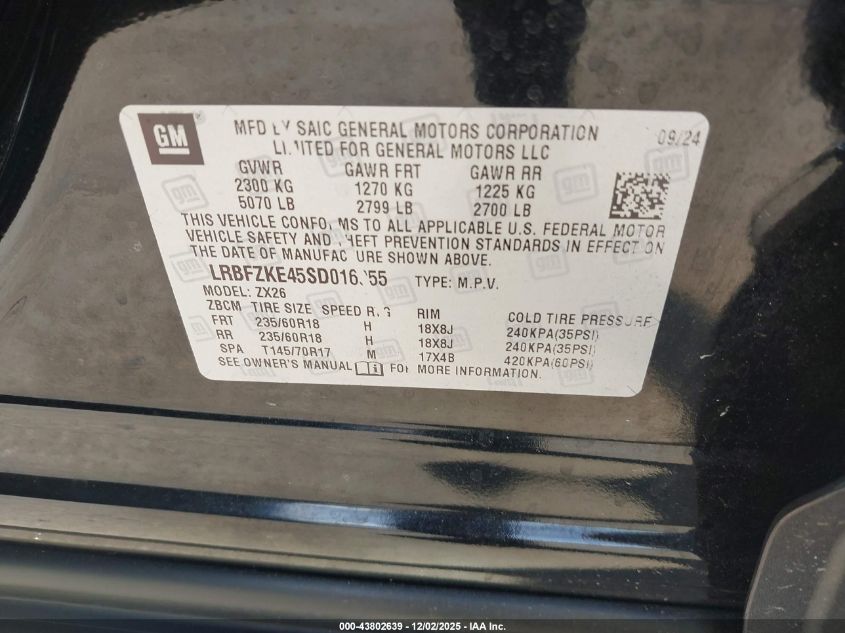 GM
MFD BY SAIC GENERAL MOTORS CORPORATION 09/24
LIMITED FOR GENERAL MOTORS LLC
GVWR GAWR FRT GAWR RR
2300 KG 1270 KG 1225 KG
5070 LB 2799 LB 2700 LB
THIS VEHICLE CONFORMS TO ALL APPLICABLE U.S. FEDERAL MOTOR
VEHICLE SAFETY AND THEFT PREVENTION STANDARDS IN EFFECT ON
THE DATE OF MANUFACTURE SHOWN ABOVE.
TYPE: M.P.V.
MODEL: ZX26
ZBCM TIRE SIZE SPEED RTG RIM COLD TIRE PRESSURE
FRT 235/60R18 H 18X8J 240KPA(35PSI)
RR 235/60R18 H 18X8J 240KPA(35PSI)
SPA T145/70R17 M 17X4B 420KPA(60PSI)
SEE OWNER'S MANUAL FOR MORE INFORMATION.
000-43802639 - 12/02/2025 - IAA Inc.